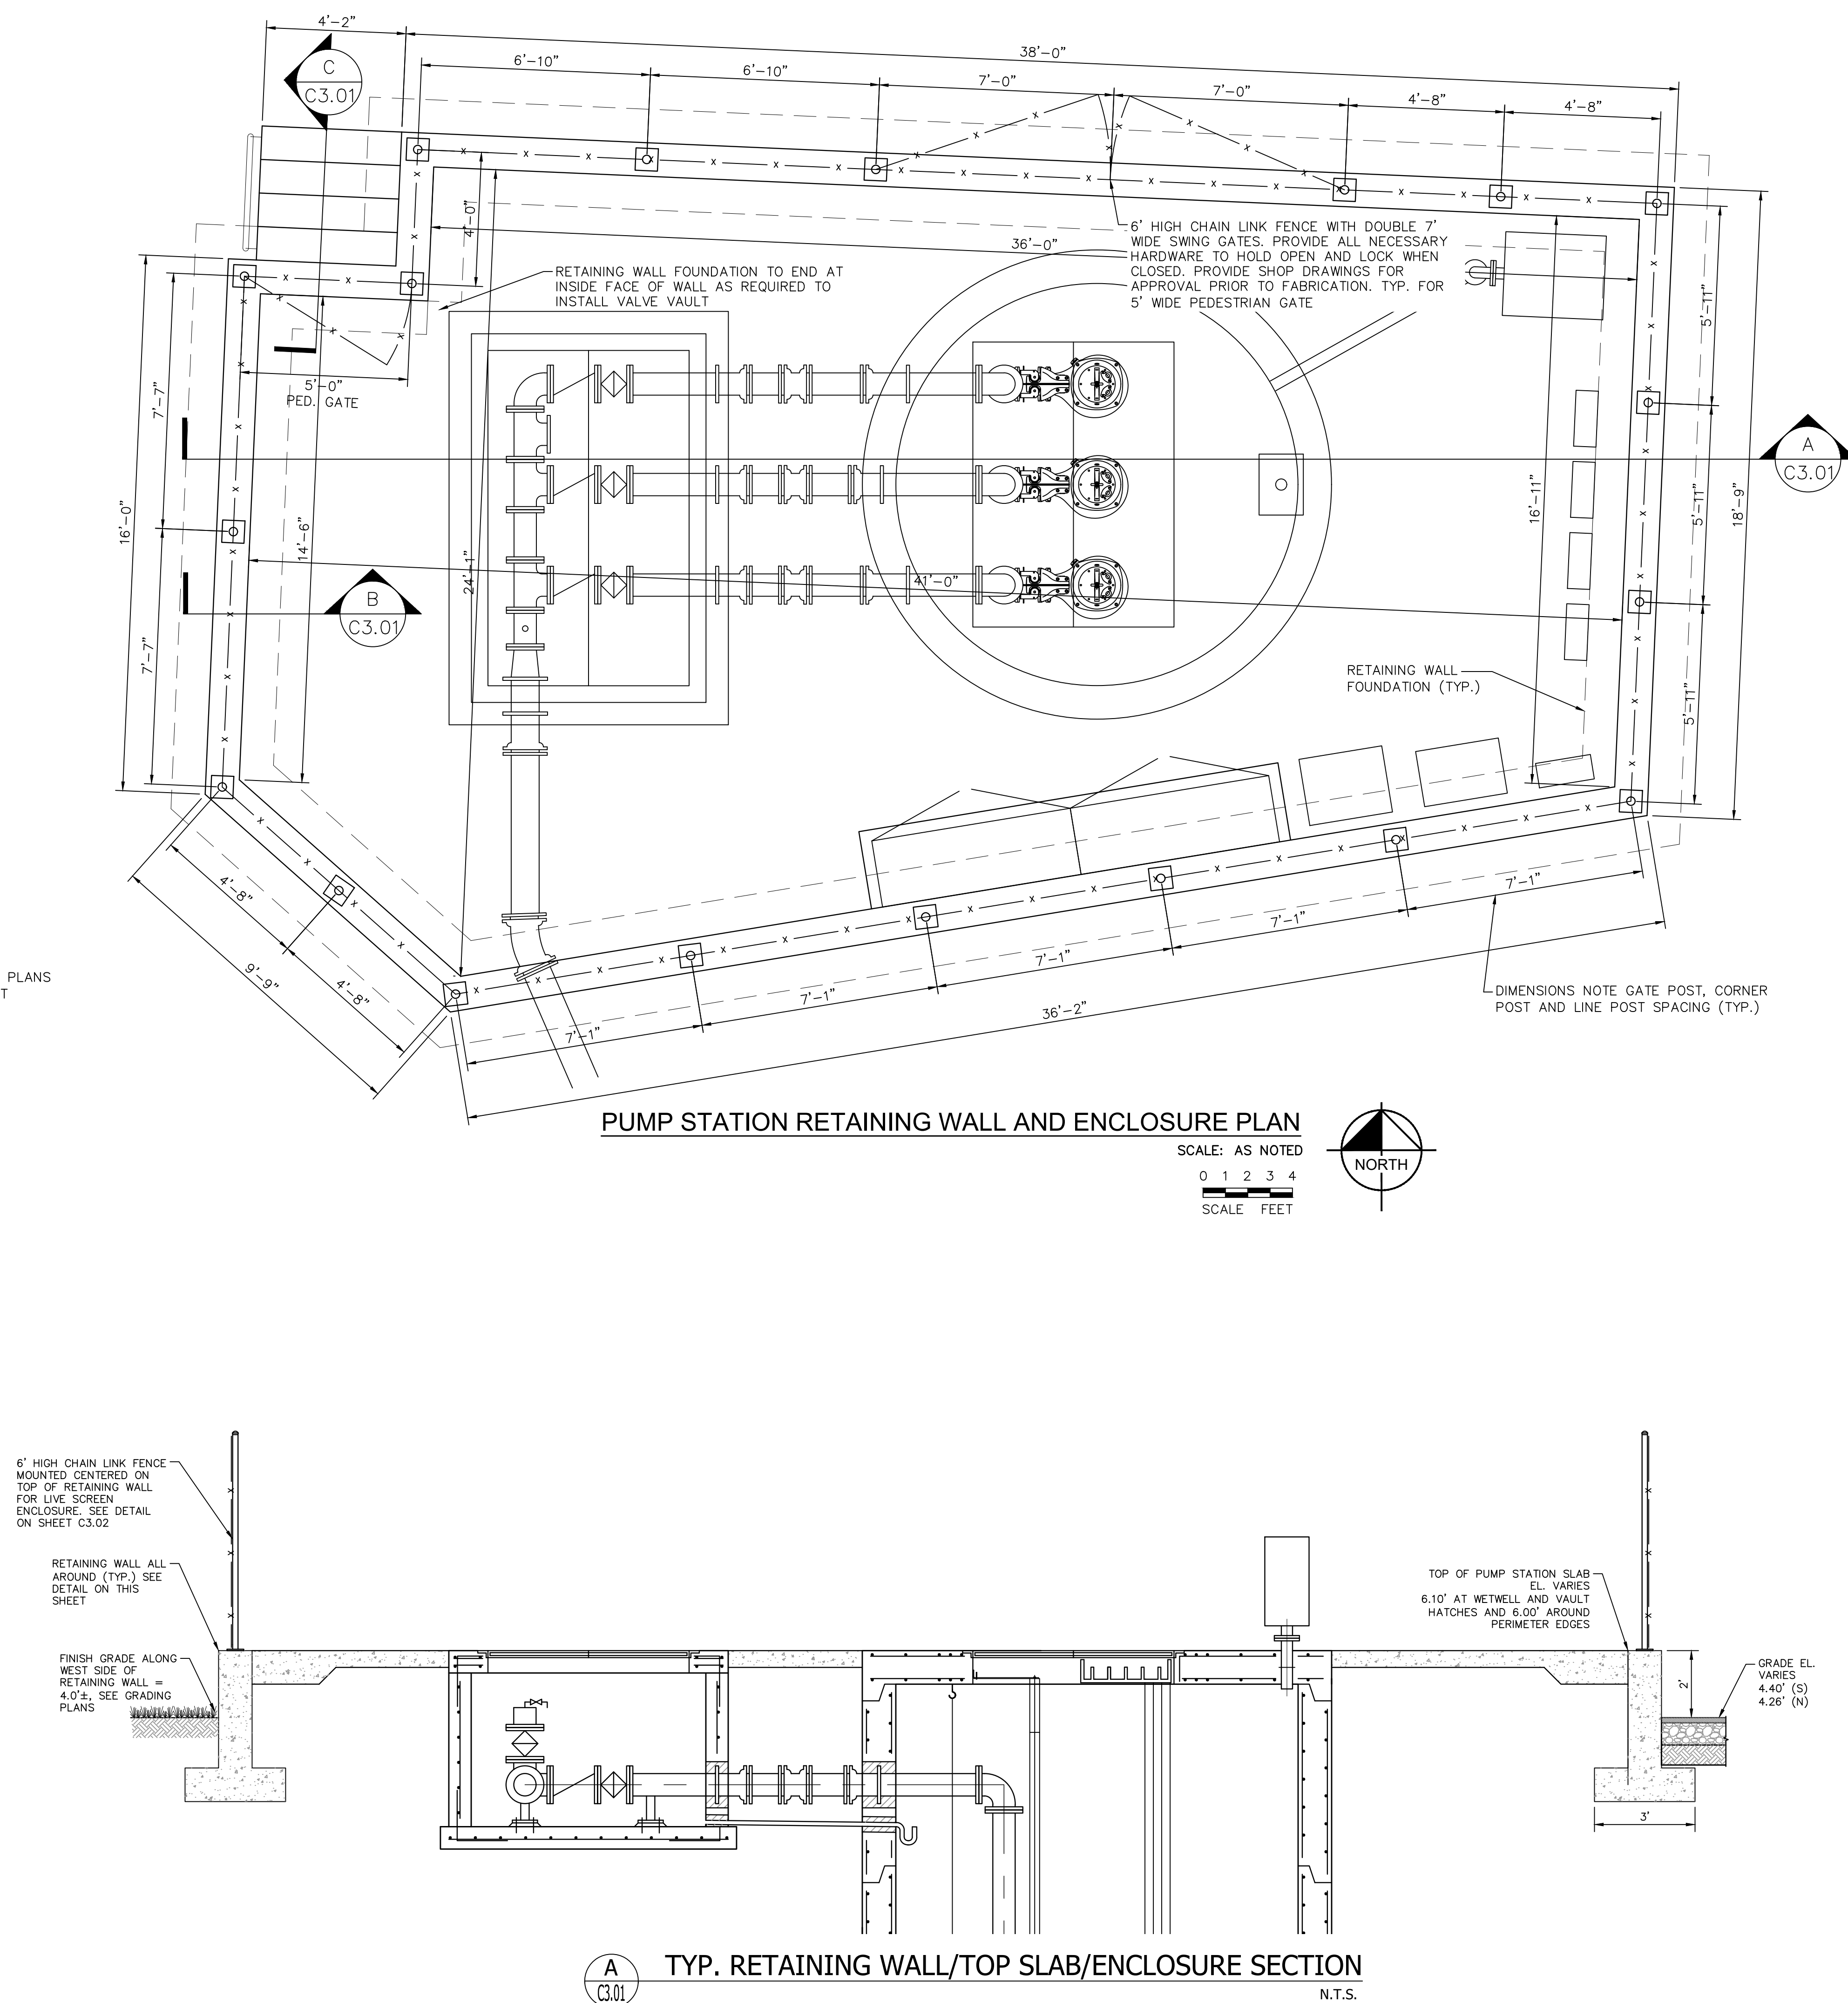 4'-2"
38'-0"
C
C3.01
6'-10"
6'-10"
7'-0"
7'-0"
4'-8"
4'-8"
4'-0"
6' HIGH CHAIN LINK FENCE WITH DOUBLE 7'
WIDE SWING GATES. PROVIDE ALL NECESSARY
HARDWARE TO HOLD OPEN AND LOCK WHEN
CLOSED. PROVIDE SHOP DRAWINGS FOR
APPROVAL PRIOR TO FABRICATION. TYP. FOR
5' WIDE PEDESTRIAN GATE
36'-0"
RETAINING WALL FOUNDATION TO END AT
INSIDE FACE OF WALL AS REQUIRED TO
INSTALL VALVE VAULT
5'-11"
7'-7"
5'-0"
PED. GATE
A
C3.01
16'-0"
14'-6"
24'-1"
16'-11"
5'-11"
18'-9"
41'-0"
B
C3.01
7'-7"
RETAINING WALL
FOUNDATION (TYP.)
5'-11"
4'-8"
9'-9"
4'-8"
7'-1"
7'-1"
7'-1"
7'-1"
7'-1"
36'-2"
PLANS
T
DIMENSIONS NOTE GATE POST, CORNER
POST AND LINE POST SPACING (TYP.)
PUMP STATION RETAINING WALL AND ENCLOSURE PLAN
SCALE: AS NOTED
0 1 2 3 4
SCALE FEET
NORTH
6' HIGH CHAIN LINK FENCE
MOUNTED CENTERED ON
TOP OF RETAINING WALL
FOR LIVE SCREEN
ENCLOSURE. SEE DETAIL
ON SHEET C3.02
RETAINING WALL ALL
AROUND (TYP.) SEE
DETAIL ON THIS
SHEET
FINISH GRADE ALONG
WEST SIDE OF
RETAINING WALL =
4.0'±, SEE GRADING
PLANS
TOP OF PUMP STATION SLAB
EL. VARIES
6.10' AT WETWELL AND VAULT
HATCHES AND 6.00' AROUND
PERIMETER EDGES
2'
GRADE EL.
VARIES
4.40' (S)
4.26' (N)
3'
A
C3.01
TYP. RETAINING WALL/TOP SLAB/ENCLOSURE SECTION
N.T.S.